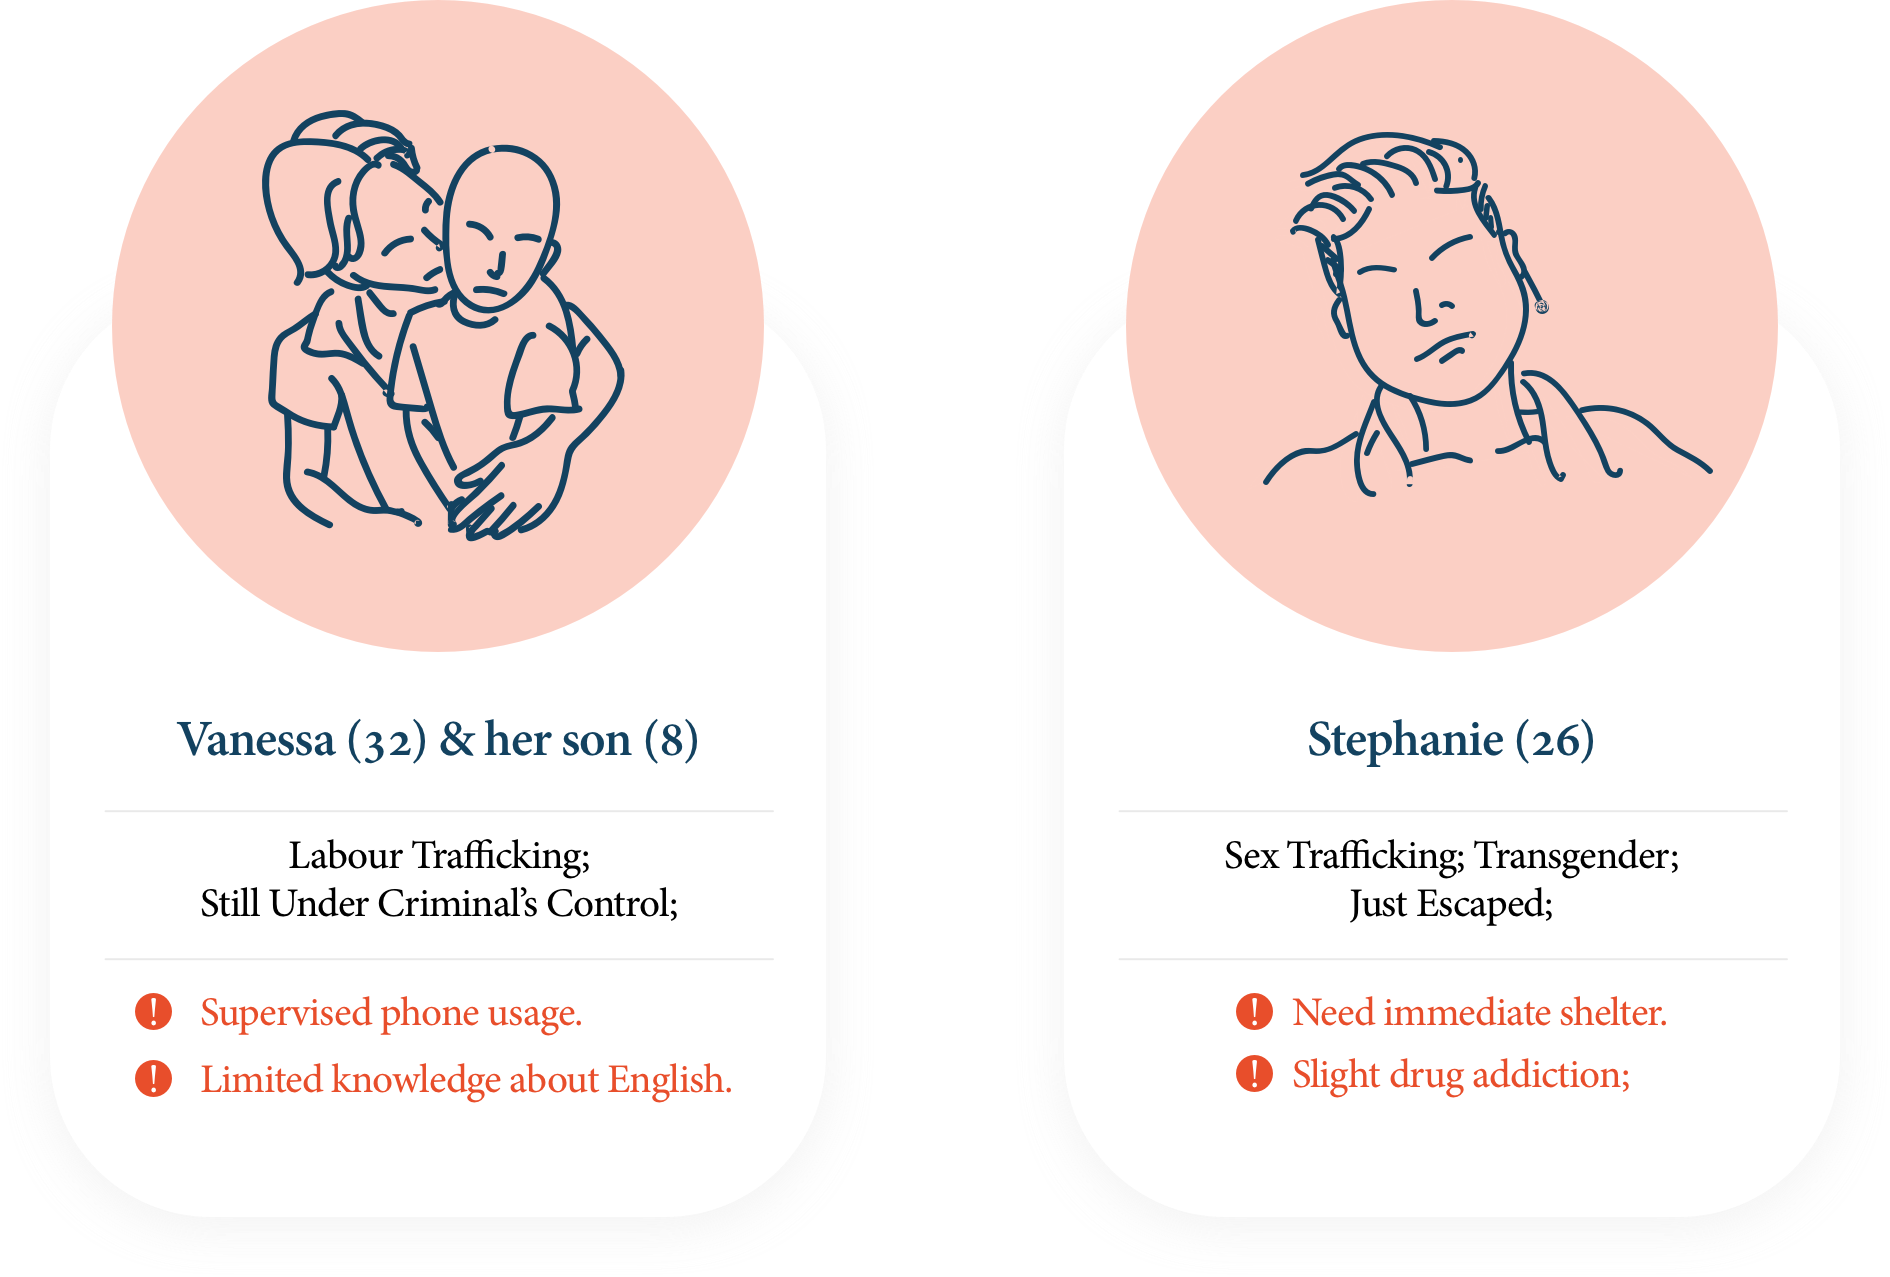 Vanessa (32) & her son (8)
Labour Trafficking;
Still Under Criminal’s Control;
! Supervised phone usage.
! Limited knowledge about English.
Stephanie (26)
Sex Trafficking; Transgender;
Just Escaped;
! Need immediate shelter.
! Slight drug addiction;